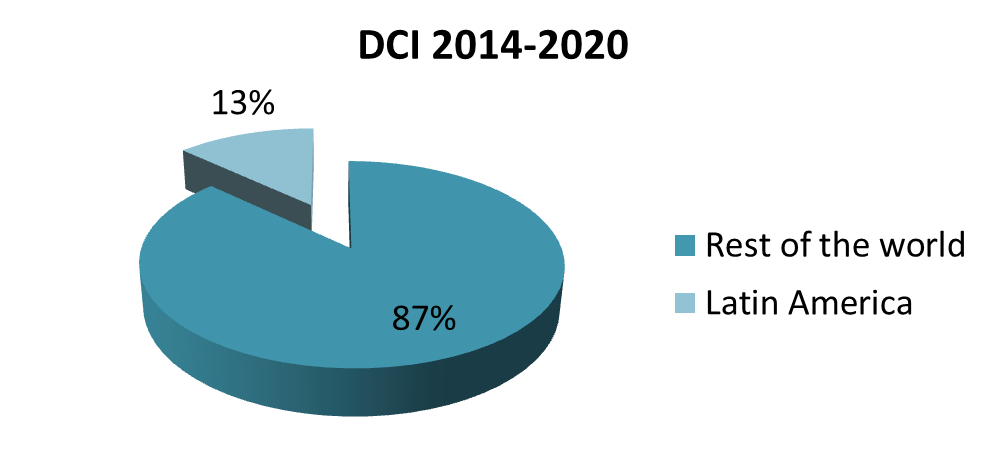 DCI 2014-2020
13%
87%
Rest of the world
Latin America